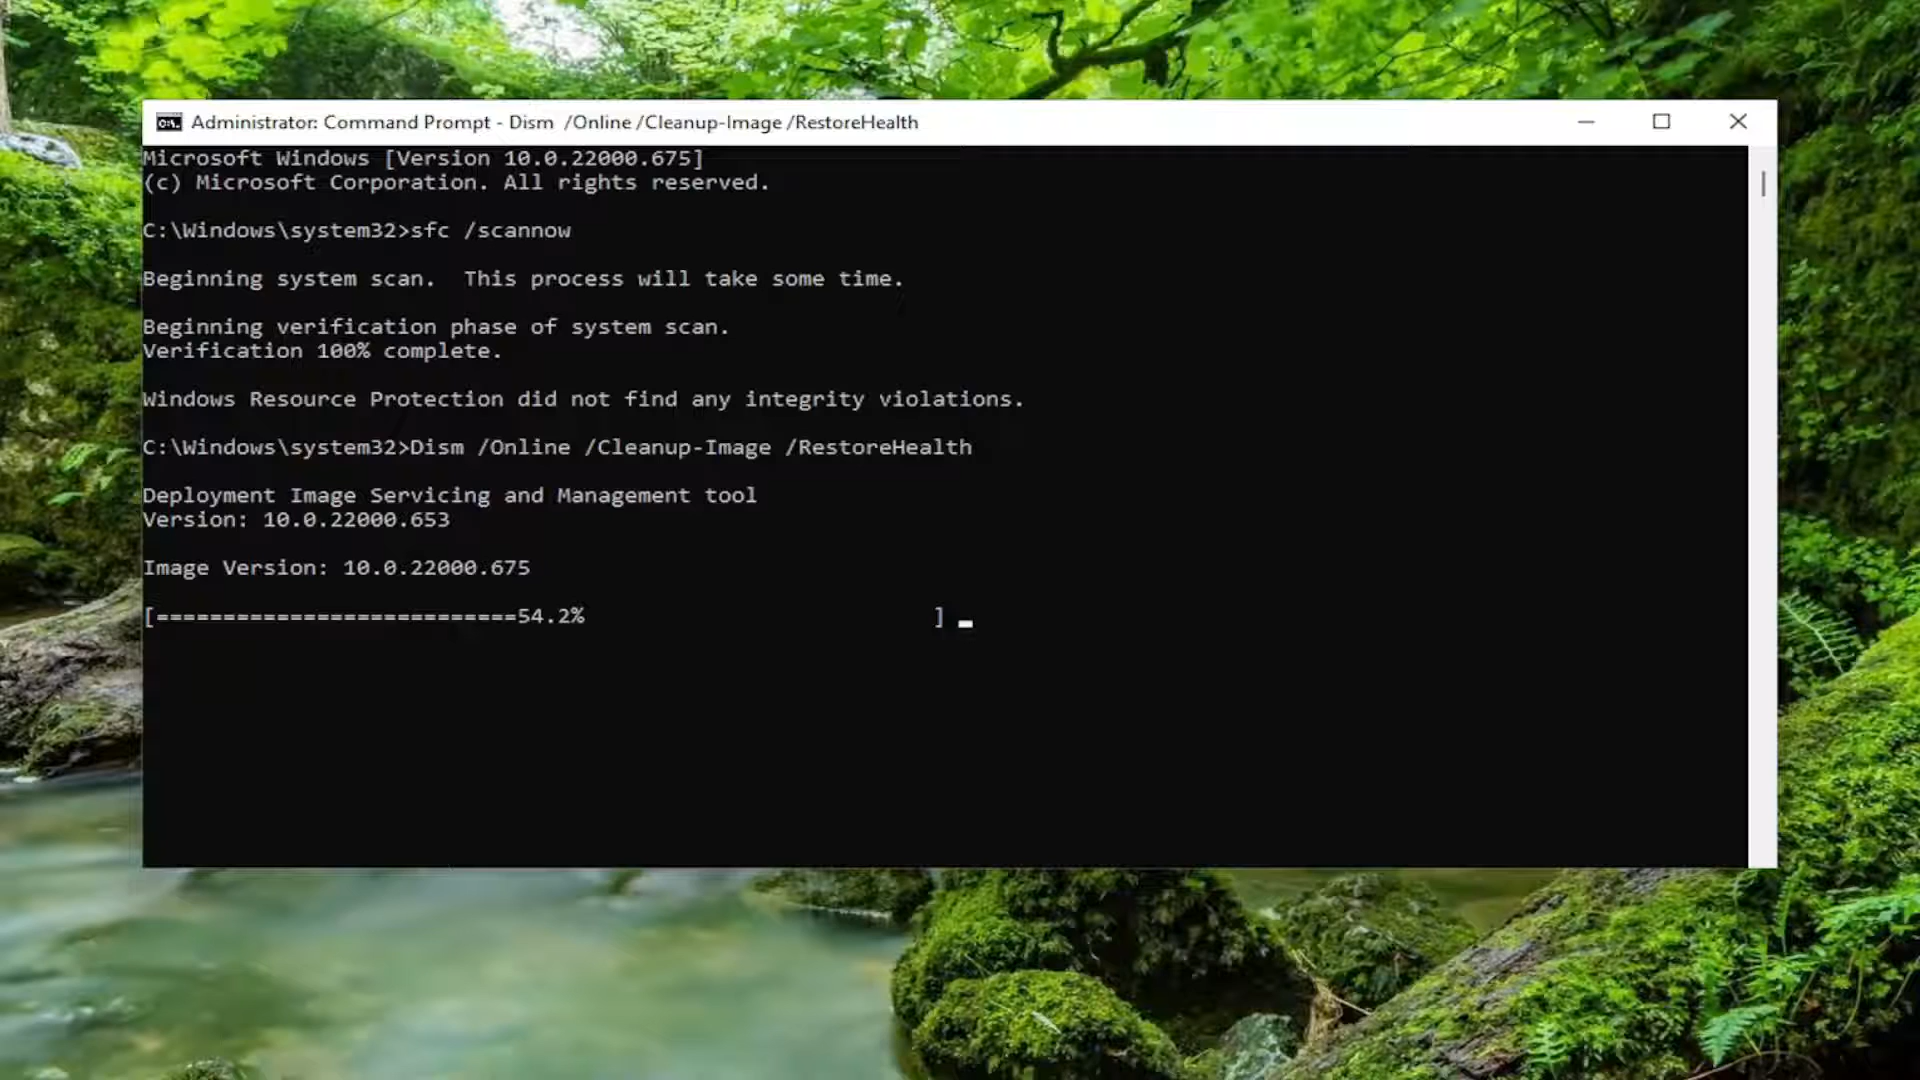 Administrator: Command Prompt - Dism  /Online /Cleanup-Image /RestoreHealth
Microsoft Windows [Version 10.0.22000.675]
(c) Microsoft Corporation. All rights reserved.
C:\Windows\system32>sfc /scannow
Beginning system scan.  This process will take some time.
Beginning verification phase of system scan.
Verification 100% complete.
Windows Resource Protection did not find any integrity violations.
C:\Windows\system32>Dism /Online /Cleanup-Image /RestoreHealth
Deployment Image Servicing and Management tool
Version: 10.0.22000.653
Image Version: 10.0.22000.675
[===========================54.2%                          ]